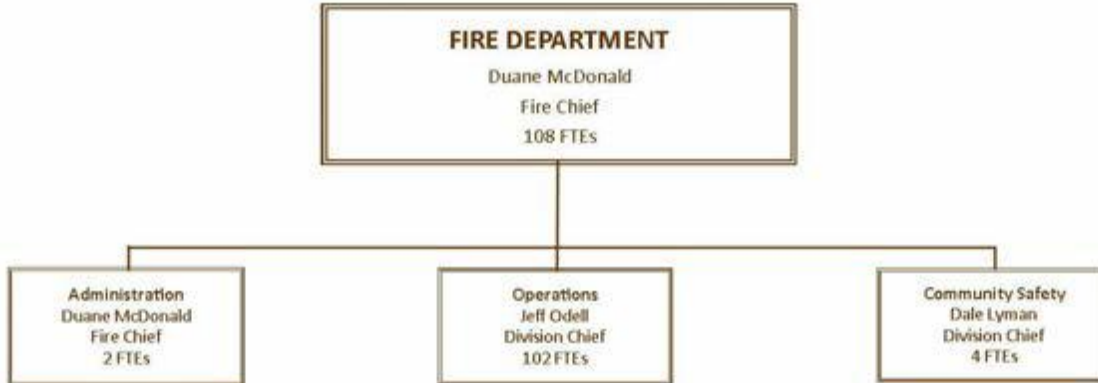 FIRE DEPARTMENT
Duane McDonald
Fire Chief
108 FTEs
Administration
Duane McDonald
Fire Chief
2 FTEs
Operations
Jeff Odell
Division Chief
102 FTEs
Community Safety
Dale Lyman
Division Chief
4 FTEs